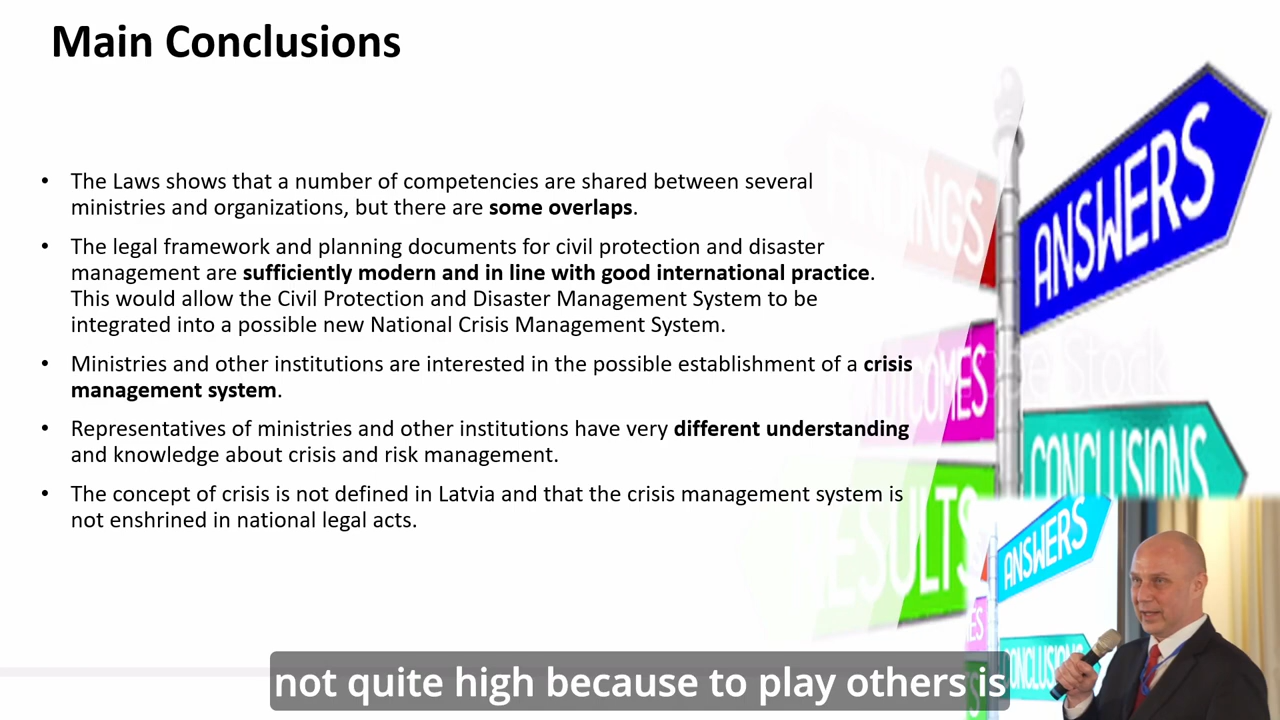 Main Conclusions
• The Laws shows that a number of competencies are shared between several
ministries and organizations, but there are some overlaps.
• The legal framework and planning documents for civil protection and disaster
management are sufficiently modern and in line with good international practice.
This would allow the Civil Protection and Disaster Management System to be
integrated into a possible new National Crisis Management System.
• Ministries and other institutions are interested in the possible establishment of a crisis
management system.
• Representatives of ministries and other institutions have very different understanding
and knowledge about crisis and risk management.
• The concept of crisis is not defined in Latvia and that the crisis management system is
not enshrined in national legal acts.
FINDINGS
ANSWERS
OUTCOMES
CONCLUSIONS
RESULTS
Stock
ANSWERS
CONCLUSIONS
not quite high because to play others is